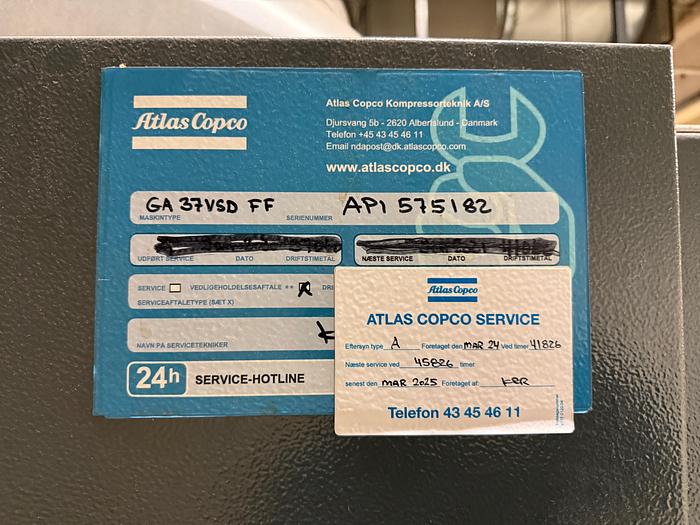 Atlas Copco
Atlas Copco Kompressorteknik A/S
Djursvang 5b - 2620 Albertslund - Danmark
Telefon +45 43 45 46 11
Email ndapost@dk.atlascopco.com
www.atlascopco.dk
GA 37VSD FF API 575182
MASKINTYPE SERIENUMMER
UDFØRT SERVICE DATO DRIFTSTIMETAL
NÆSTE SERVICE DATO DRIFTSTIMETAL
SERVICE VEDLIGEHOLDELSESAFTALE ** X
SERVICEAFTALETYPE (SÆT X)
NAVN PÅ SERVICETEKNIKER
24h SERVICE-HOTLINE
Atlas Copco
ATLAS COPCO SERVICE
Eftersyn type A Foretaget den MAR 24 Ved timer 41826
Næste service ved 45826 timer
senest den MAR 2025 Foretaget af: KBR
Telefon 43 45 46 11